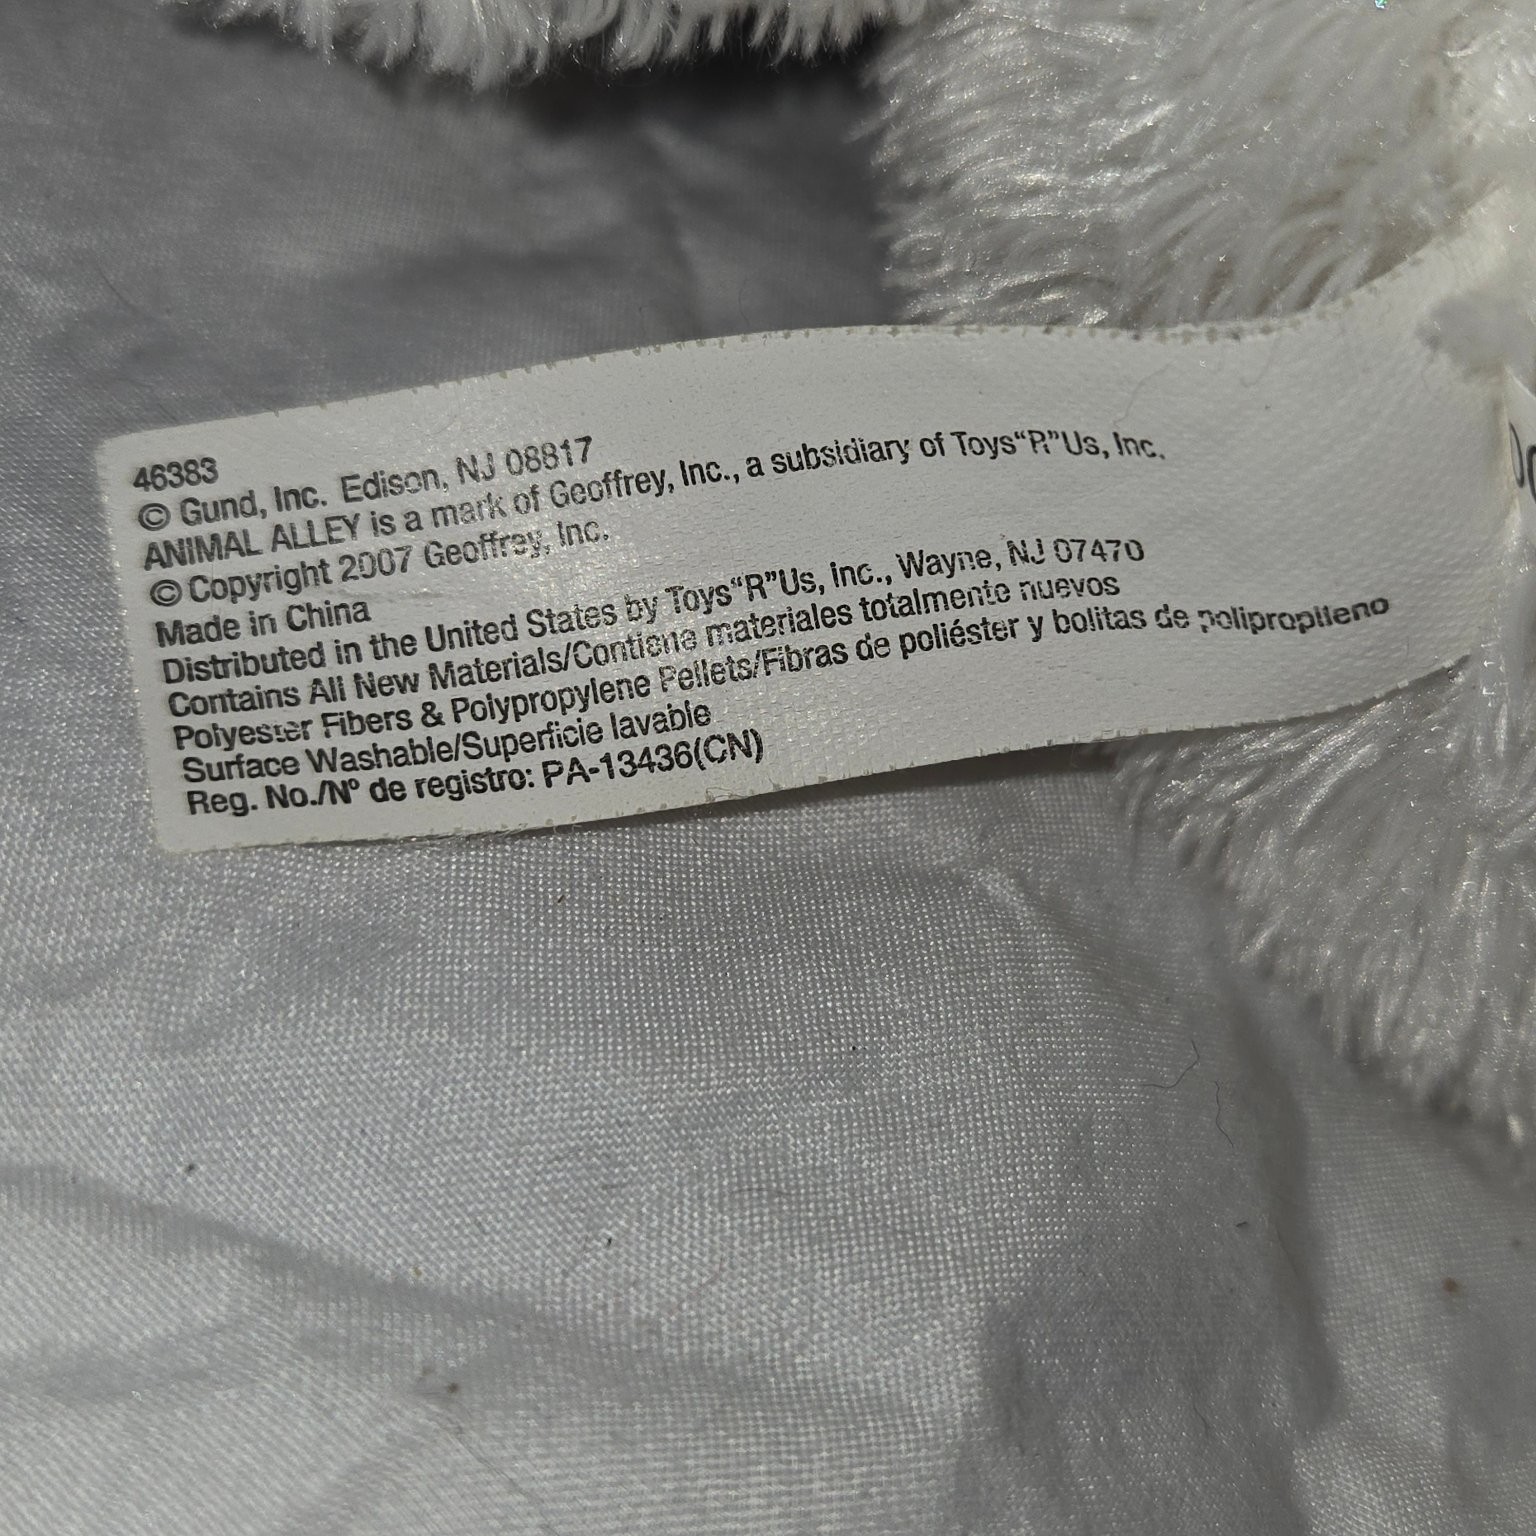 46383
© Gund, Inc. Edison, NJ 08817
ANIMAL ALLEY is a mark of Geoffrey, Inc., a subsidiary of Toys“R”Us, Inc.
© Copyright 2007 Geoffrey, Inc.
Made in China
Distributed in the United States by Toys“R”Us, Inc., Wayne, NJ 07470
Contains All New Materials/Contiene materiales totalmente nuevos
Polyester Fibers & Polypropylene Pellets/Fibras de poliéster y bolitas de polipropileno
Surface Washable/Superficie lavable
Reg. No./Nº de registro: PA-13436(CN)